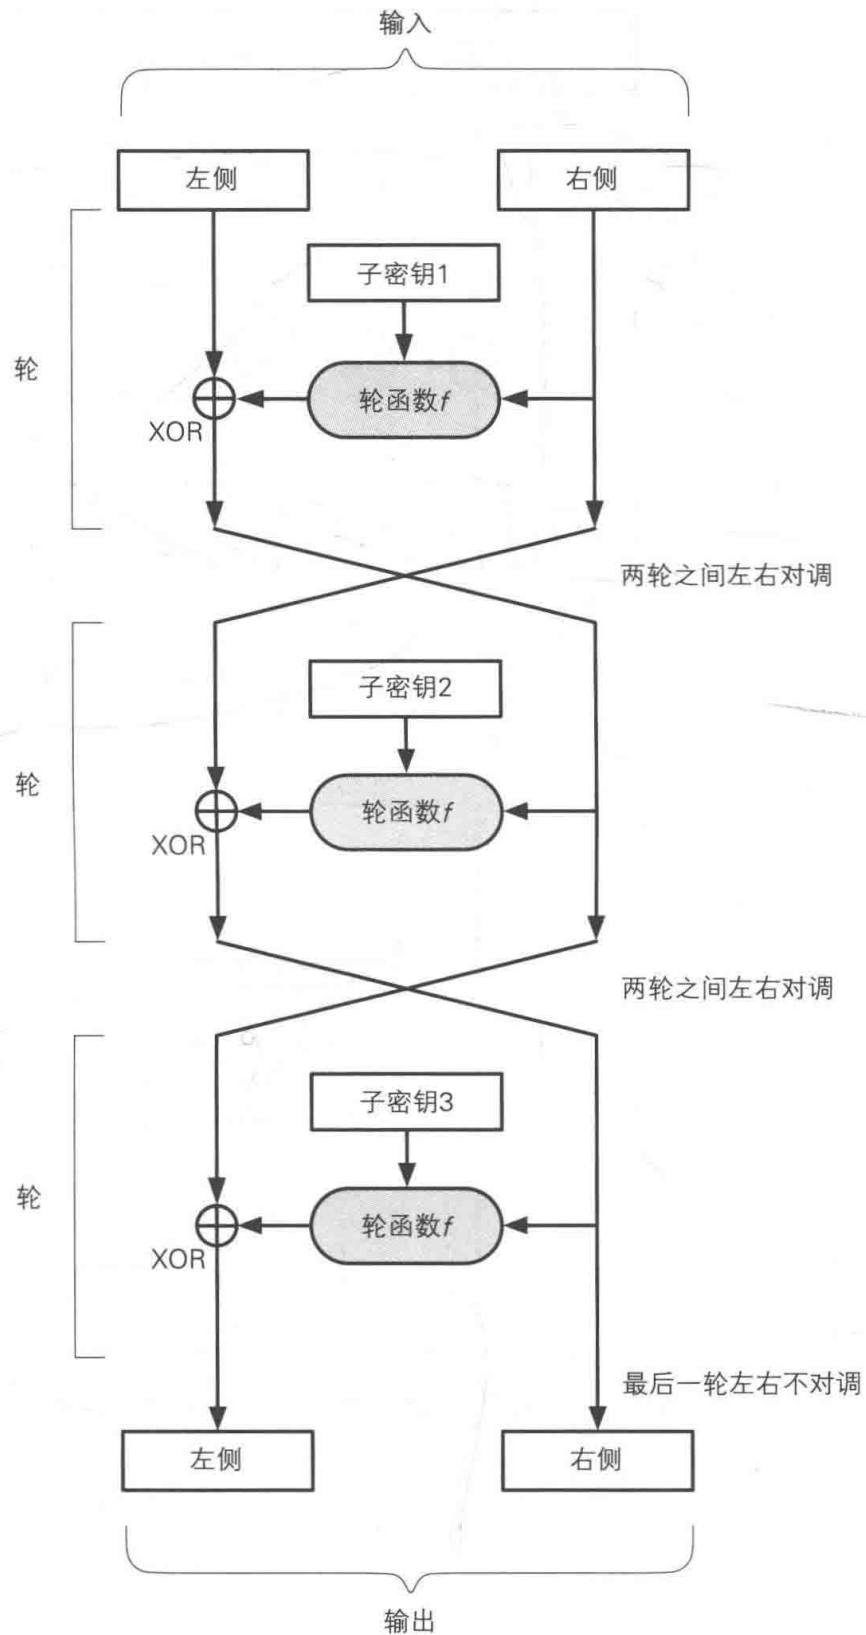 输入
左侧
右侧
子密钥1
轮
轮函数f
XOR
两轮之间左右对调
子密钥2
轮
轮函数f
XOR
两轮之间左右对调
子密钥3
轮
轮函数f
XOR
最后一轮左右不对调
左侧
右侧
输出